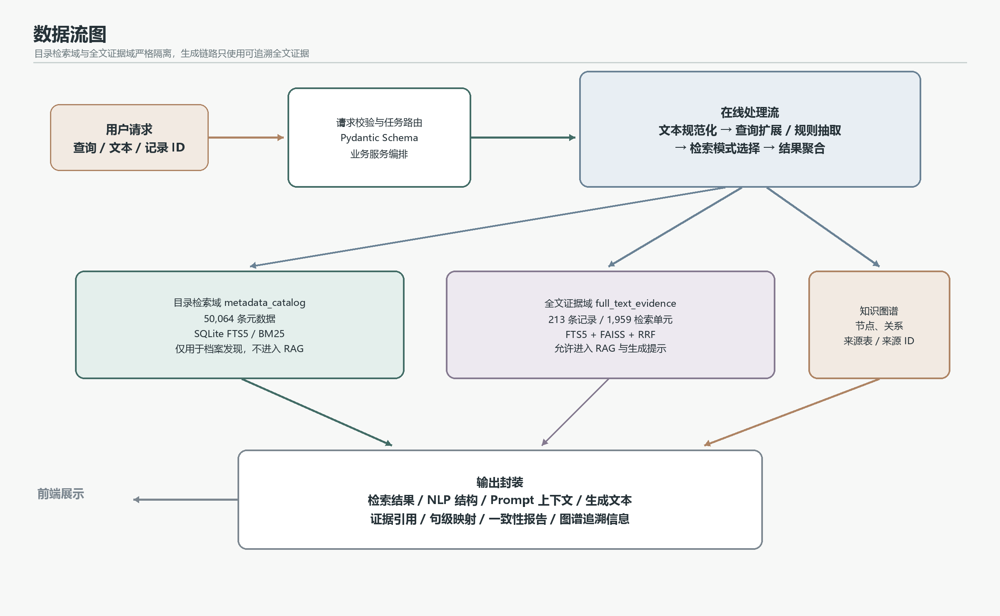 数据流图
目录检索域与全文证据域严格隔离，生成链路只使用可追溯全文证据
用户请求
查询 / 文本 / 记录 ID
请求校验与任务路由
Pydantic Schema
业务服务编排
在线处理流
文本规范化 → 查询扩展 / 规则抽取
→ 检索模式选择 → 结果聚合
目录检索域 metadata_catalog
50,064 条元数据
SQLite FTS5 / BM25
仅用于档案发现，不进入 RAG
全文证据域 full_text_evidence
213 条记录 / 1,959 检索单元
FTS5 + FAISS + RRF
允许进入 RAG 与生成提示
知识图谱
节点、关系
来源表 / 来源 ID
输出封装
检索结果 / NLP 结构 / Prompt 上下文 / 生成文本
证据引用 / 句级映射 / 一致性报告 / 图谱追溯信息
前端展示